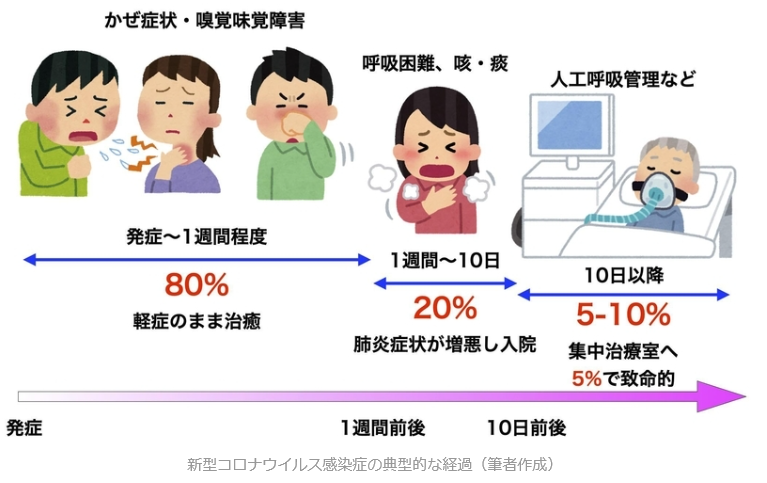 かぜ症状・嗅覚味覚障害
呼吸困難、咳・痰
人工呼吸管理など
発症～1週間程度
80%
軽症のまま治癒
1週間～10日
20%
肺炎症状が増悪し入院
10日以降
5-10%
集中治療室へ
5%で致命的
発症
1週間前後
10日前後
新型コロナウイルス感染症の典型的な経過（筆者作成）